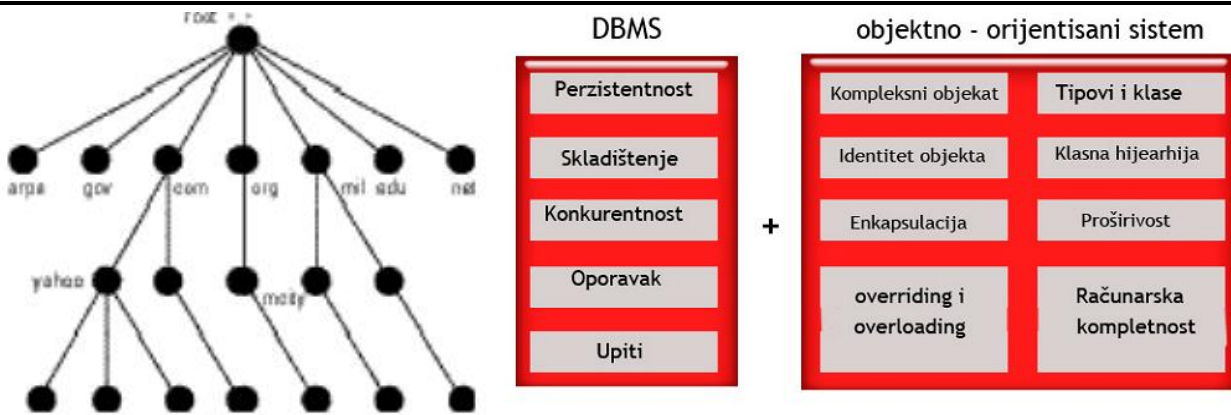 root
arpa
gov
com
org
mil
edu
net
yahoo
DBMS
Perzistentnost
Skladištenje
Konkurentnost
Oporavak
Upiti
+
objektno - orijentisani sistem
Kompleksni objekat
Tipovi i klase
Identitet objekta
Klasna hijearhija
Enkapsulacija
Proširivost
overriding i
overloading
Računarska
kompletnost